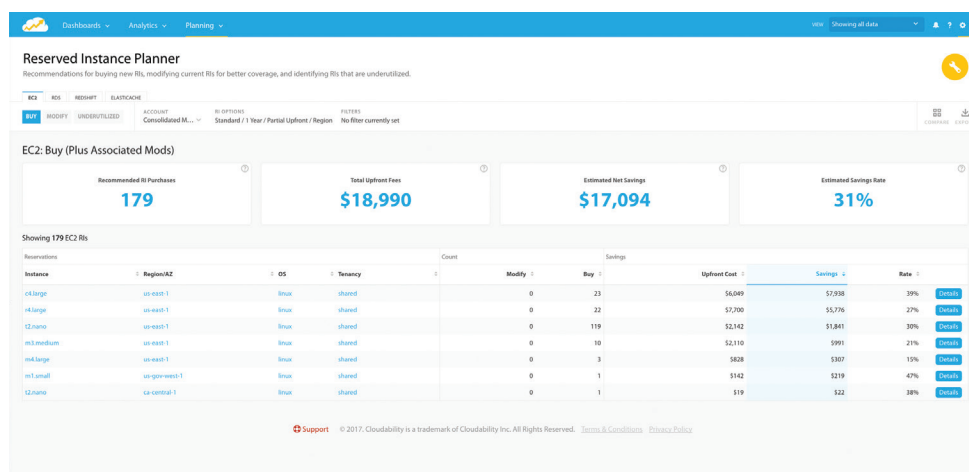 Dashboards Analytics Planning VIEW Showing all data ?
Reserved Instance Planner
Recommendations for buying new RIs, modifying current RIs for better coverage, and identifying RIs that are underutilized.
EC2 RDS REDSHIFT ELASTICACHE
BUY MODIFY UNDERUTILIZED
ACCOUNT RI OPTIONS FILTERS
Consolidated M... Standard / 1 Year / Partial Upfront / Region No filter currently set
COMPARE EXPO
EC2: Buy (Plus Associated Mods)
? ? ? ?
Recommended RI Purchases Total Upfront Fees Estimated Net Savings Estimated Savings Rate
179 $18,990 $17,094 31%
Showing 179 EC2 RIs
Reservations Count Savings
Instance Region/AZ OS Tenancy Modify Buy Upfront Cost Savings Rate
c4.large us-east-1 linux shared 0 23 $6,049 $7,938 39% Details
r4.large us-east-1 linux shared 0 22 $7,700 $5,776 27% Details
t2.nano us-east-1 linux shared 0 119 $2,142 $1,841 30% Details
m3.medium us-east-1 linux shared 0 10 $2,110 $991 21% Details
m4.large us-east-1 linux shared 0 3 $828 $307 15% Details
m1.small us-gov-west-1 linux shared 0 1 $142 $219 47% Details
t2.nano ca-central-1 linux shared 0 1 $19 $22 38% Details
Support © 2017. Cloudability is a trademark of Cloudability Inc. All Rights Reserved. Terms & Conditions Privacy Policy